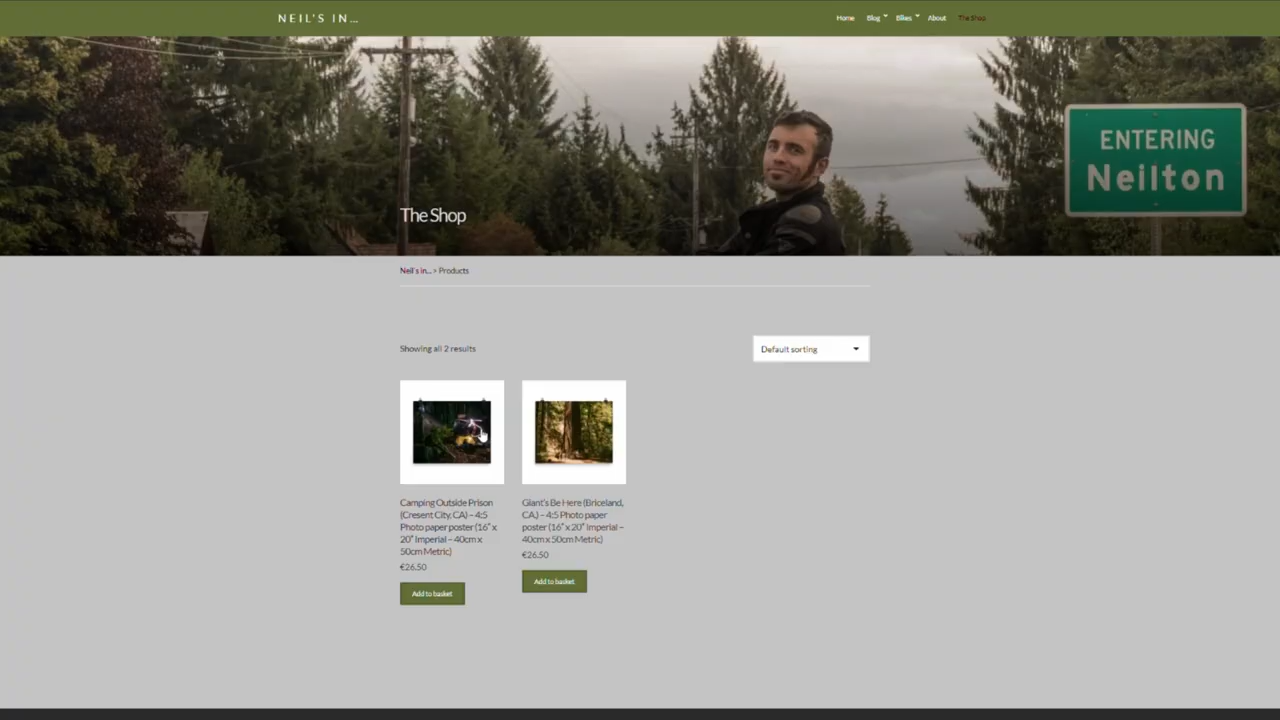 NEIL'S IN...
Home Blog Bikes About The Shop
ENTERING
Neilton
The Shop
Neil's in... > Products
Showing all 2 results
Default sorting
Camping Outside Prison
(Cresent City, CA) – 4:5
Photo paper poster (16″ x
20″ Imperial – 40cm x
50cm Metric)
€26.50
Add to basket
Giant's Be Here (Briceland,
CA,) – 4:5 Photo paper
poster (16″ x 20″ Imperial –
40cm x 50cm Metric)
€26.50
Add to basket